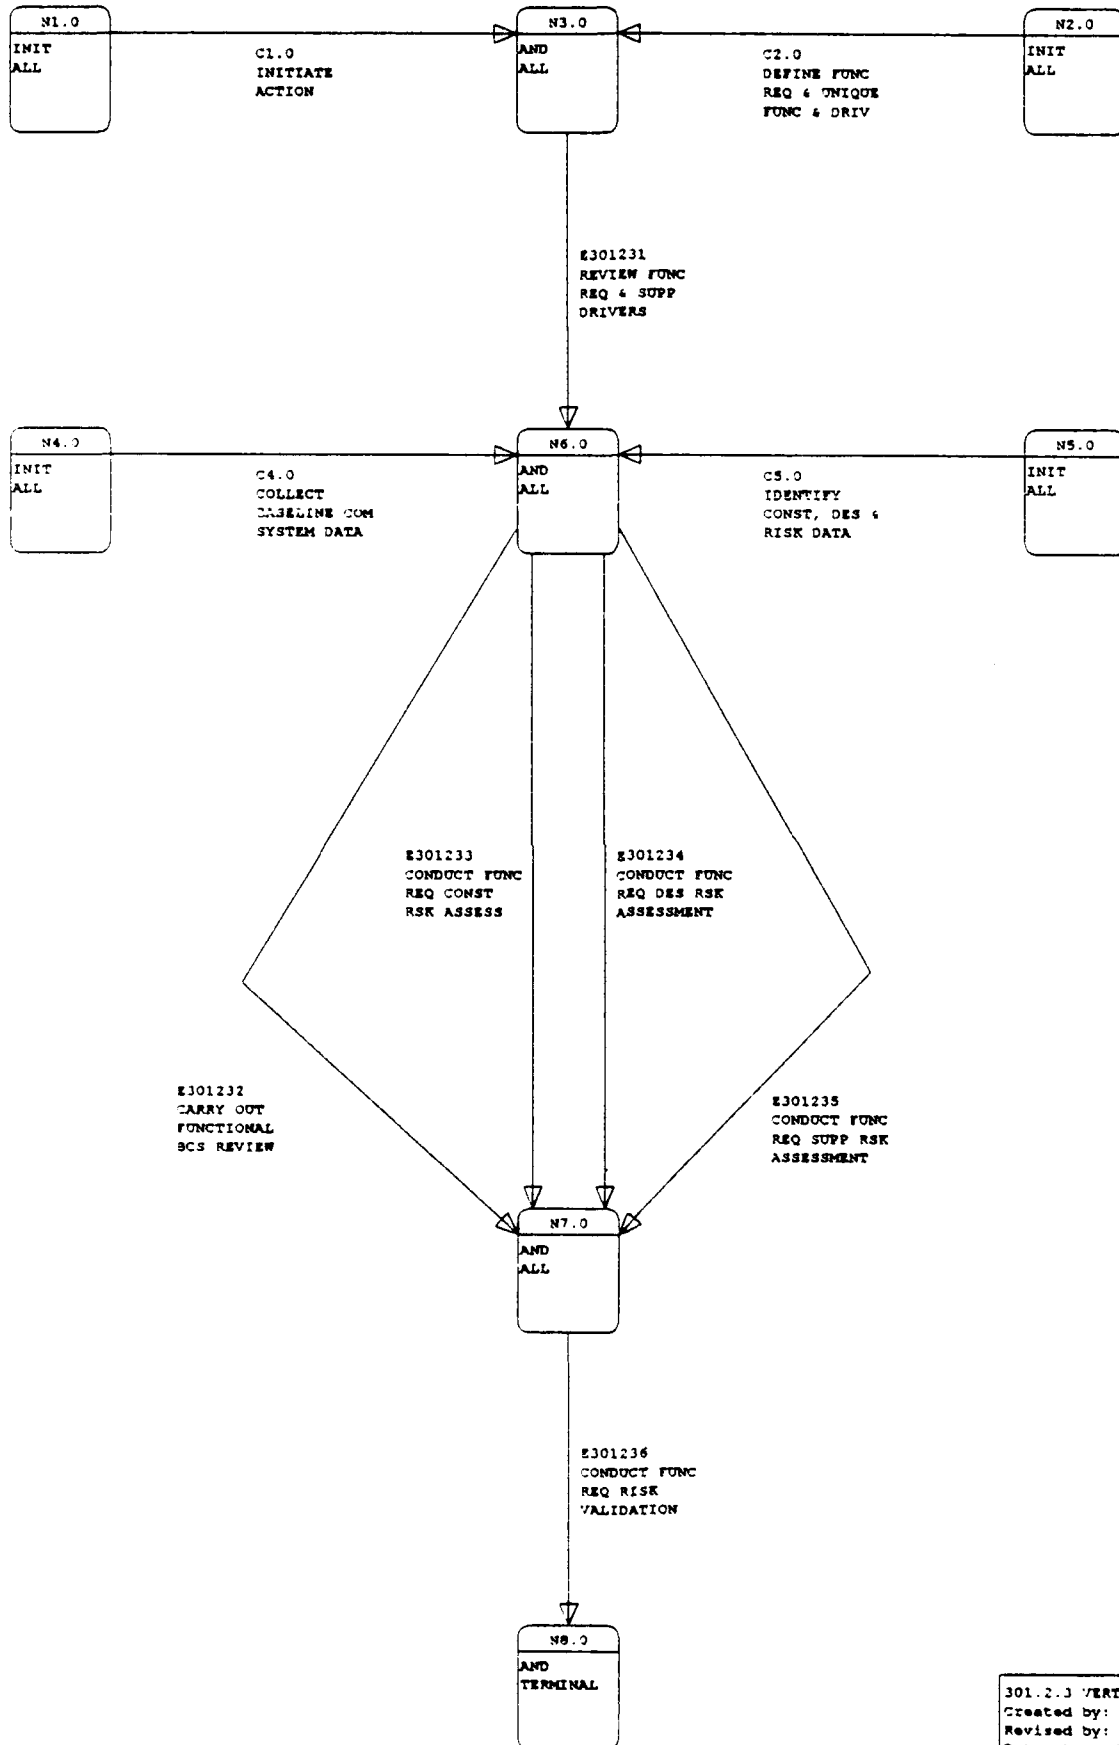 N1.0
INIT
ALL
N3.0
AND
ALL
N2.0
INIT
ALL
C1.0
INITIATE
ACTION
C2.0
DEFINE FUNC
REQ & UNIQUE
FUNC & DRIV
E301231
REVIEW FUNC
REQ & SUPP
DRIVERS
N4.0
INIT
ALL
N6.0
AND
ALL
N5.0
INIT
ALL
C4.0
COLLECT
BASELINE COM
SYSTEM DATA
C5.0
IDENTIFY
CONST, DES &
RISK DATA
E301233
CONDUCT FUNC
REQ CONST
RSK ASSESS
E301234
CONDUCT FUNC
REQ DES RSK
ASSESSMENT
E301232
CARRY OUT
FUNCTIONAL
BCS REVIEW
E301235
CONDUCT FUNC
REQ SUPP RSK
ASSESSMENT
N7.0
AND
ALL
E301236
CONDUCT FUNC
REQ RISK
VALIDATION
N8.0
AND
TERMINAL
301.2.3 VERT
Created by:
Revised by: